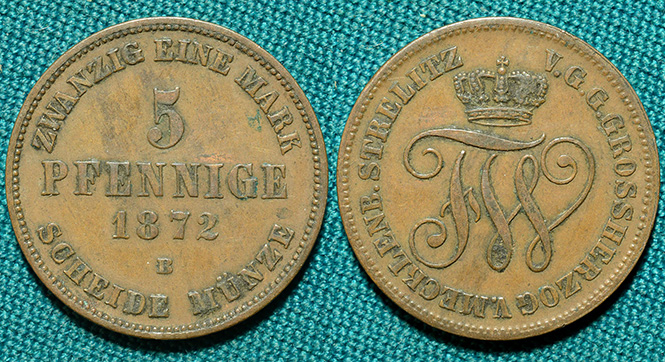 ZWANZIG EINE MARK
5
PFENNIGE
1872
B
SCHEIDE MÜNZE
V.G.G.GROSSHERZOG V.MECKLENB.STRELITZ
FW